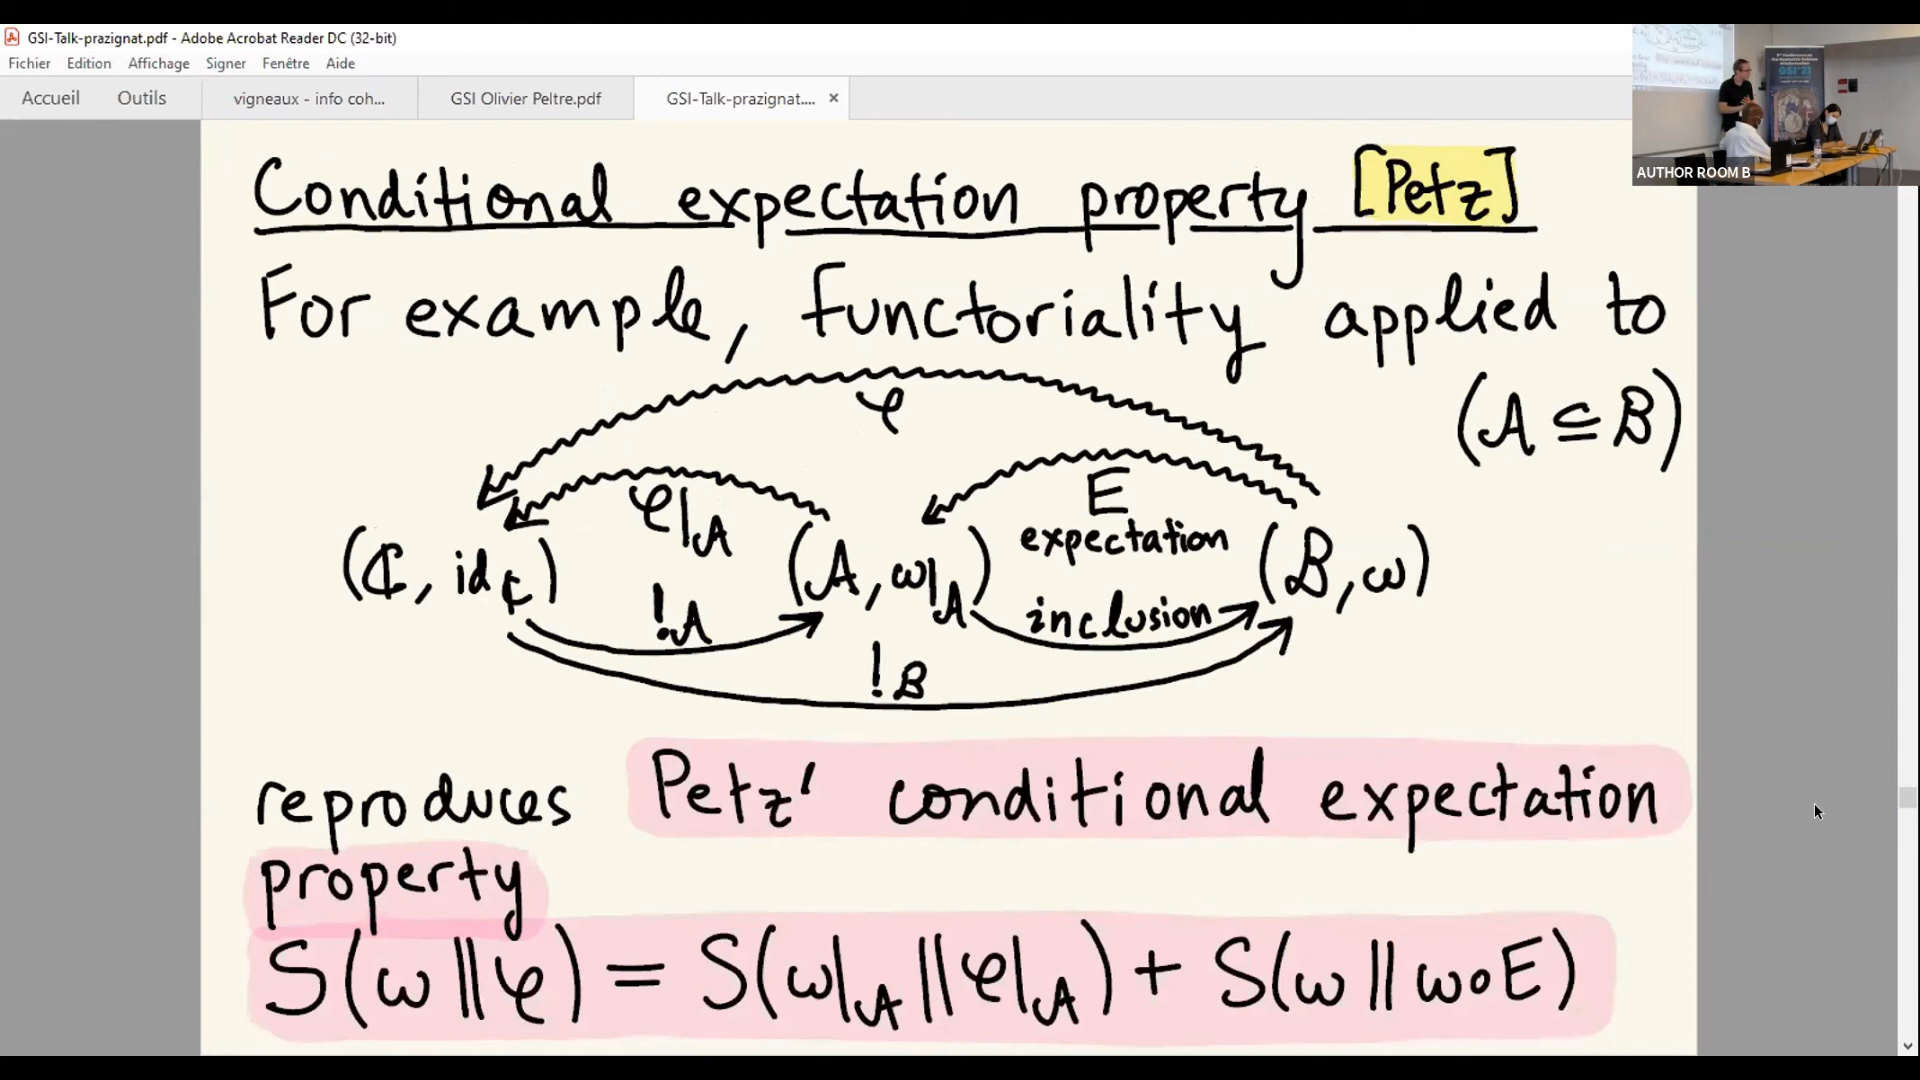 GSI-Talk-prazignat.pdf - Adobe Acrobat Reader DC (32-bit)
Fichier Edition Affichage Signer Fenêtre Aide
Accueil Outils vigneaux - info coh... GSI Olivier Peltre.pdf GSI-Talk-prazignat.... ×
GSI'21
AUTHOR ROOM B
Conditional expectation property [Petz]
For example, functoriality applied to
(A ⊆ B)
φ
φ|A E
expectation
(ℂ, idℂ) (A, ω|A) (B, ω)
!A inclusion
!B
reproduces Petz' conditional expectation
property
S(ω||φ) = S(ω|A||φ|A) + S(ω||ω∘E)